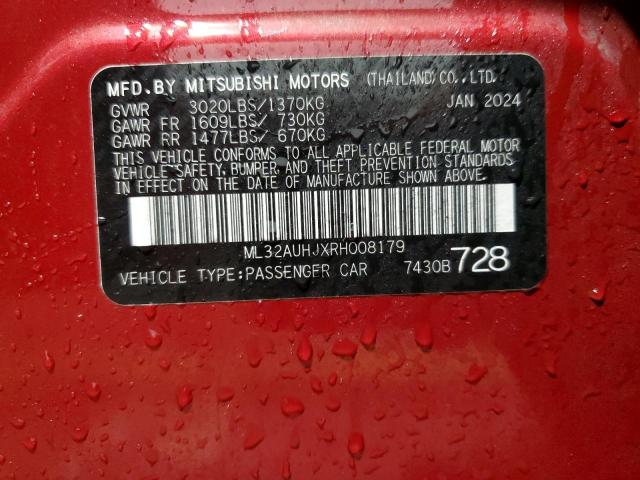 MFD.BY MITSUBISHI MOTORS (THAILAND) CO.,LTD.
GVWR 3020LBS/1370KG JAN 2024
GAWR FR 1609LBS/ 730KG
GAWR RR 1477LBS/ 670KG
THIS VEHICLE CONFORMS TO ALL APPLICABLE FEDERAL MOTOR
VEHICLE SAFETY, BUMPER, AND THEFT PREVENTION STANDARDS
IN EFFECT ON THE DATE OF MANUFACTURE SHOWN ABOVE.
ML32AUHJXRH008179
VEHICLE TYPE:PASSENGER CAR 7430B 728